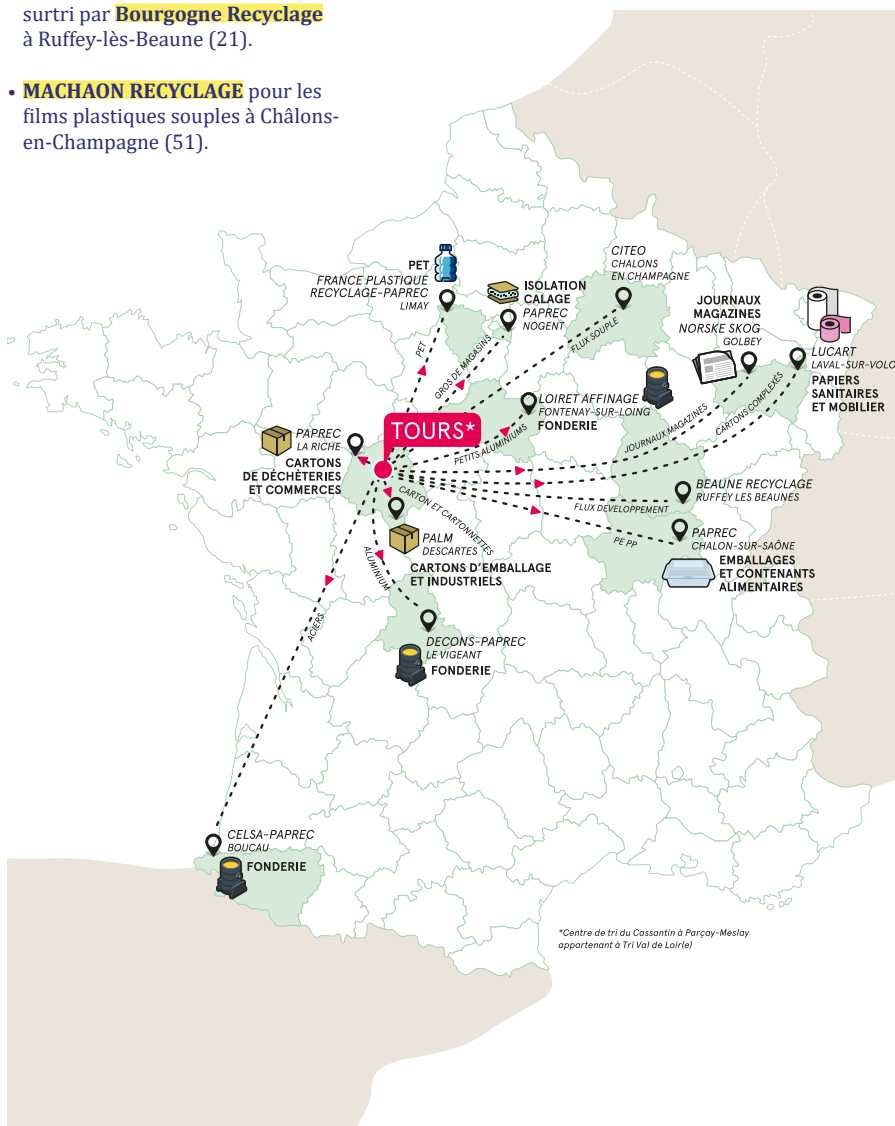 surtri par Bourgogne Recyclage
à Ruffey-lès-Beaune (21).
• MACHAON RECYCLAGE pour les
films plastiques souples à Châlons-
en-Champagne (51).
PET
FRANCE PLASTIQUE
RECYCLAGE-PAPREC
LIMAY
ISOLATION
CALAGE
PAPREC
NOGENT
CITEO
CHALONS
EN CHAMPAGNE
JOURNAUX
MAGAZINES
NORSKE SKOG
GOLBEY
LUCART
LAVAL-SUR-VOLO
PAPIERS
SANITAIRES
ET MOBILIER
PET
GROS DE MAGASINS
FLUX SOUPLE
LOIRET AFFINAGE
FONTENAY-SUR-LOING
FONDERIE
PETITS ALUMINIUMS
JOURNAUX MAGAZINES
CARTONS COMPLEXÉS
TOURS*
PAPREC
LA RICHE
CARTONS
DE DÉCHÈTERIES
ET COMMERCES
CARTON ET CARTONNETTES
PALM
DESCARTES
CARTONS D'EMBALLAGE
ET INDUSTRIELS
FLUX DEVELOPPEMENT
BEAUNE RECYCLAGE
RUFFEY LES BEAUNES
PE PP
PAPREC
CHALON-SUR-SAÔNE
EMBALLAGES
ET CONTENANTS
ALIMENTAIRES
ALUMINIUM
DECONS-PAPREC
LE VIGEANT
FONDERIE
ACIERS
CELSA-PAPREC
BOUCAU
FONDERIE
*Centre de tri du Cassantin à Parçay-Meslay
appartenant à Tri Val de Loir(e)